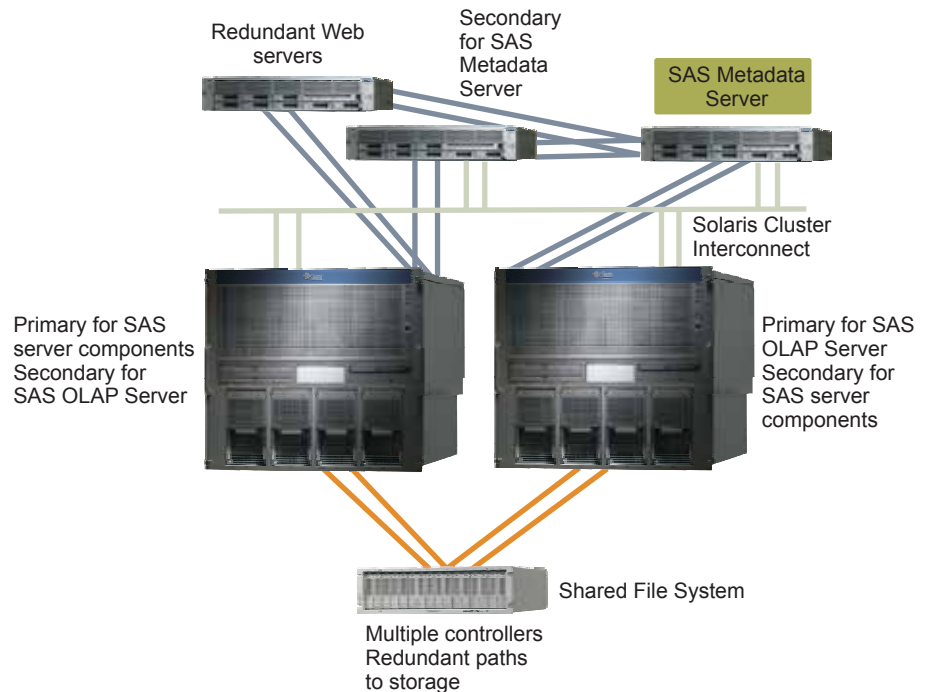 Redundant Web
servers
Secondary
for SAS
Metadata
Server
SAS Metadata
Server
Solaris Cluster
Interconnect
Primary for SAS
server components
Secondary for
SAS OLAP Server
Primary for SAS
OLAP Server
Secondary for
SAS server
components
Shared File System
Multiple controllers
Redundant paths
to storage